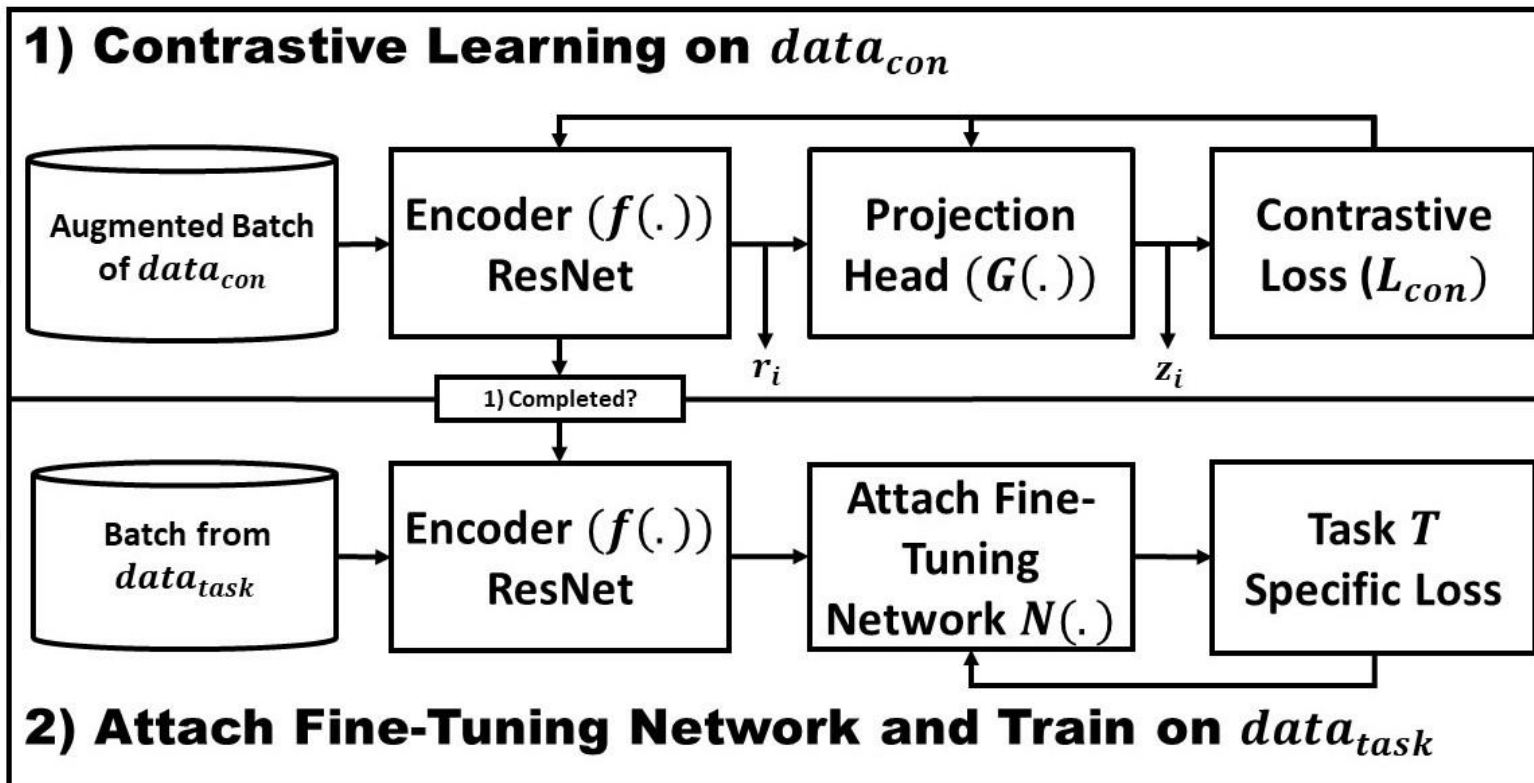 1) Contrastive Learning on data_con
Augmented Batch
of data_con
Encoder (f(.))
ResNet
r_i
Projection
Head (G(.))
z_i
Contrastive
Loss (L_con)
1) Completed?
Batch from
data_task
Encoder (f(.))
ResNet
Attach Fine-
Tuning
Network N(.)
Task T
Specific Loss
2) Attach Fine-Tuning Network and Train on data_task